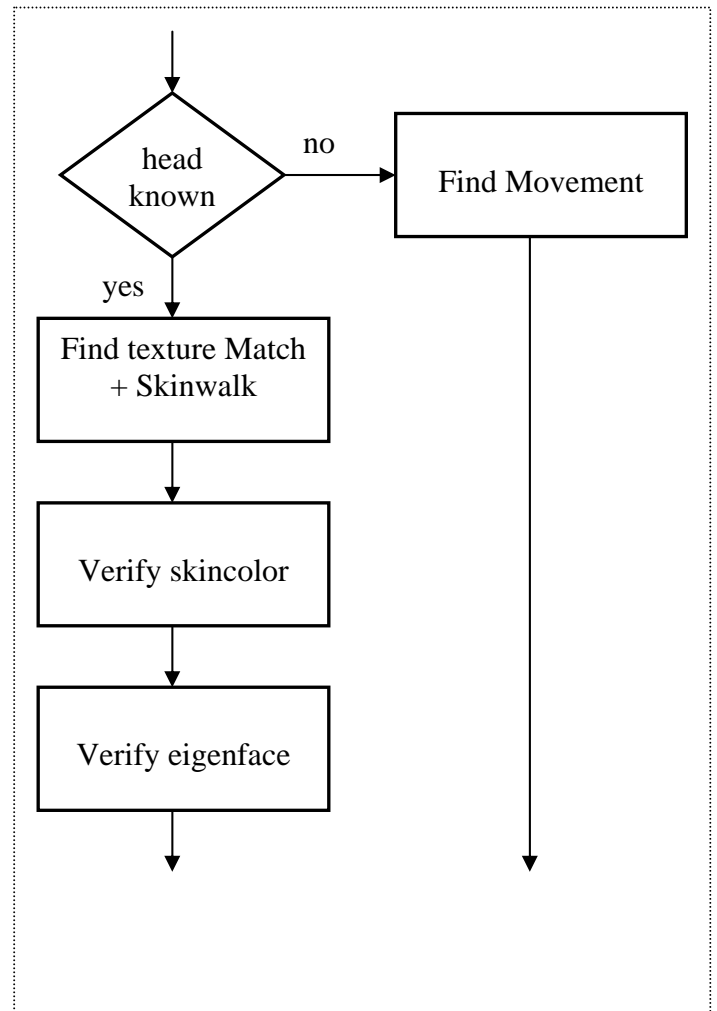 head
known
no
Find Movement
yes
Find texture Match
+ Skinwalk
Verify skincolor
Verify eigenface